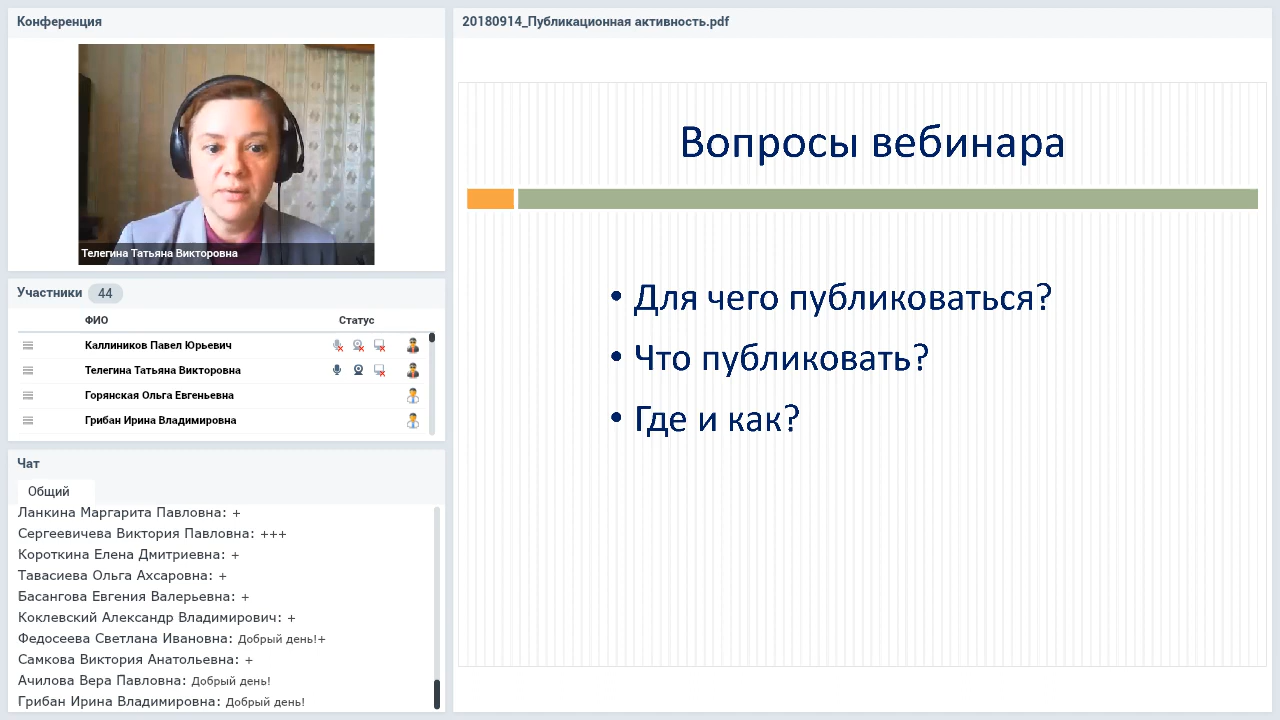 Конференция
Телегина Татьяна Викторовна
Участники 44
ФИО Статус
Каллиников Павел Юрьевич
Телегина Татьяна Викторовна
Горянская Ольга Евгеньевна
Грибан Ирина Владимировна
Чат
Общий
Ланкина Маргарита Павловна: +
Сергеевичева Виктория Павловна: +++
Короткина Елена Дмитриевна: +
Тавасиева Ольга Ахсаровна: +
Басангова Евгения Валерьевна: +
Коклевский Александр Владимирович: +
Федосеева Светлана Ивановна: Добрый день!+
Самкова Виктория Анатольевна: +
Ачилова Вера Павловна: Добрый день!
Грибан Ирина Владимировна: Добрый день!
20180914_Публикационная активность.pdf
Вопросы вебинара
• Для чего публиковаться?
• Что публиковать?
• Где и как?